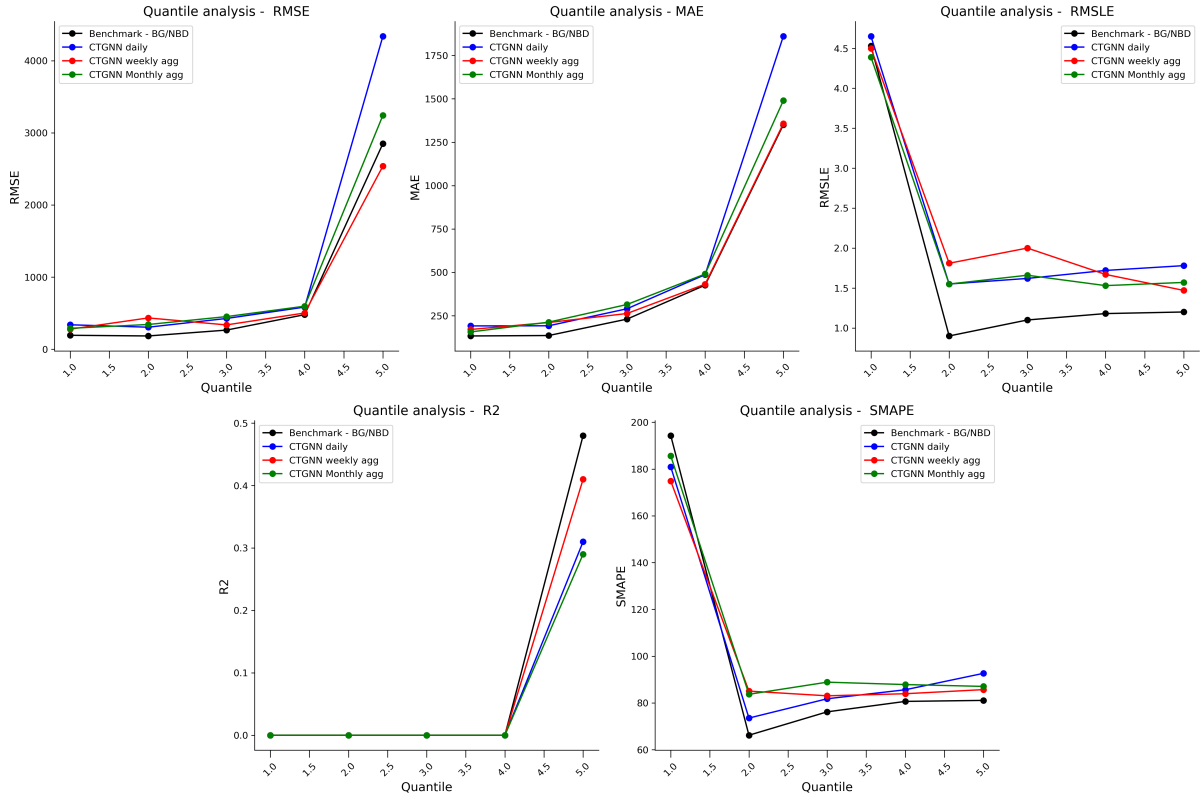 Quantile analysis -  RMSE
Benchmark - BG/NBD
CTGNN daily
CTGNN weekly agg
CTGNN Monthly agg
4000
3000
2000
1000
0
RMSE
1.0 1.5 2.0 2.5 3.0 3.5 4.0 4.5 5.0
Quantile
Quantile analysis - MAE
Benchmark - BG/NBD
CTGNN daily
CTGNN weekly agg
CTGNN Monthly agg
1750
1500
1250
1000
750
500
250
MAE
1.0 1.5 2.0 2.5 3.0 3.5 4.0 4.5 5.0
Quantile
Quantile analysis -  RMSLE
Benchmark - BG/NBD
CTGNN daily
CTGNN weekly agg
CTGNN Monthly agg
4.5
4.0
3.5
3.0
2.5
2.0
1.5
1.0
RMSLE
1.0 1.5 2.0 2.5 3.0 3.5 4.0 4.5 5.0
Quantile
Quantile analysis -  R2
Benchmark - BG/NBD
CTGNN daily
CTGNN weekly agg
CTGNN Monthly agg
0.5
0.4
0.3
0.2
0.1
0.0
R2
1.0 1.5 2.0 2.5 3.0 3.5 4.0 4.5 5.0
Quantile
Quantile analysis -  SMAPE
Benchmark - BG/NBD
CTGNN daily
CTGNN weekly agg
CTGNN Monthly agg
200
180
160
140
120
100
80
60
SMAPE
1.0 1.5 2.0 2.5 3.0 3.5 4.0 4.5 5.0
Quantile